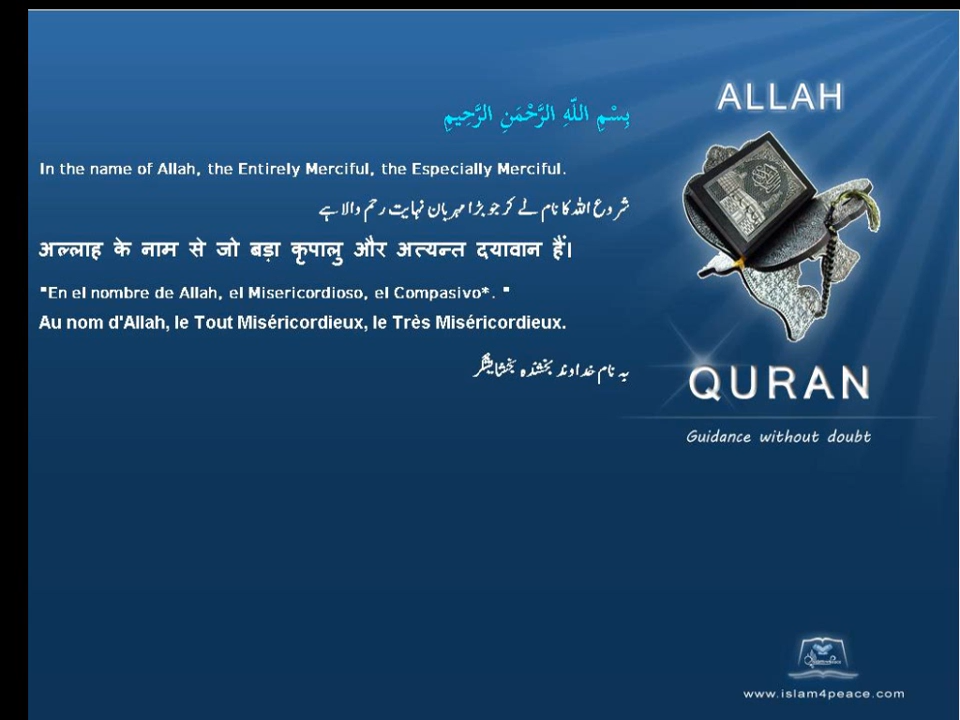 بِسْمِ اللَّهِ الرَّحْمَنِ الرَّحِيمِ
In the name of Allah, the Entirely Merciful, the Especially Merciful.
شروع الله کا نام لے کر جو بڑا مہربان نہایت رحم والا ہے
अल्लाह के नाम से जो बड़ा कृपालु और अत्यन्त दयावान हैं।
"En el nombre de Allah, el Misericordioso, el Compasivo*. "
Au nom d'Allah, le Tout Miséricordieux, le Très Miséricordieux.
به نام خداوند بخشنده بخشایشگر
ALLAH
QURAN
Guidance without doubt
www.islam4peace.com